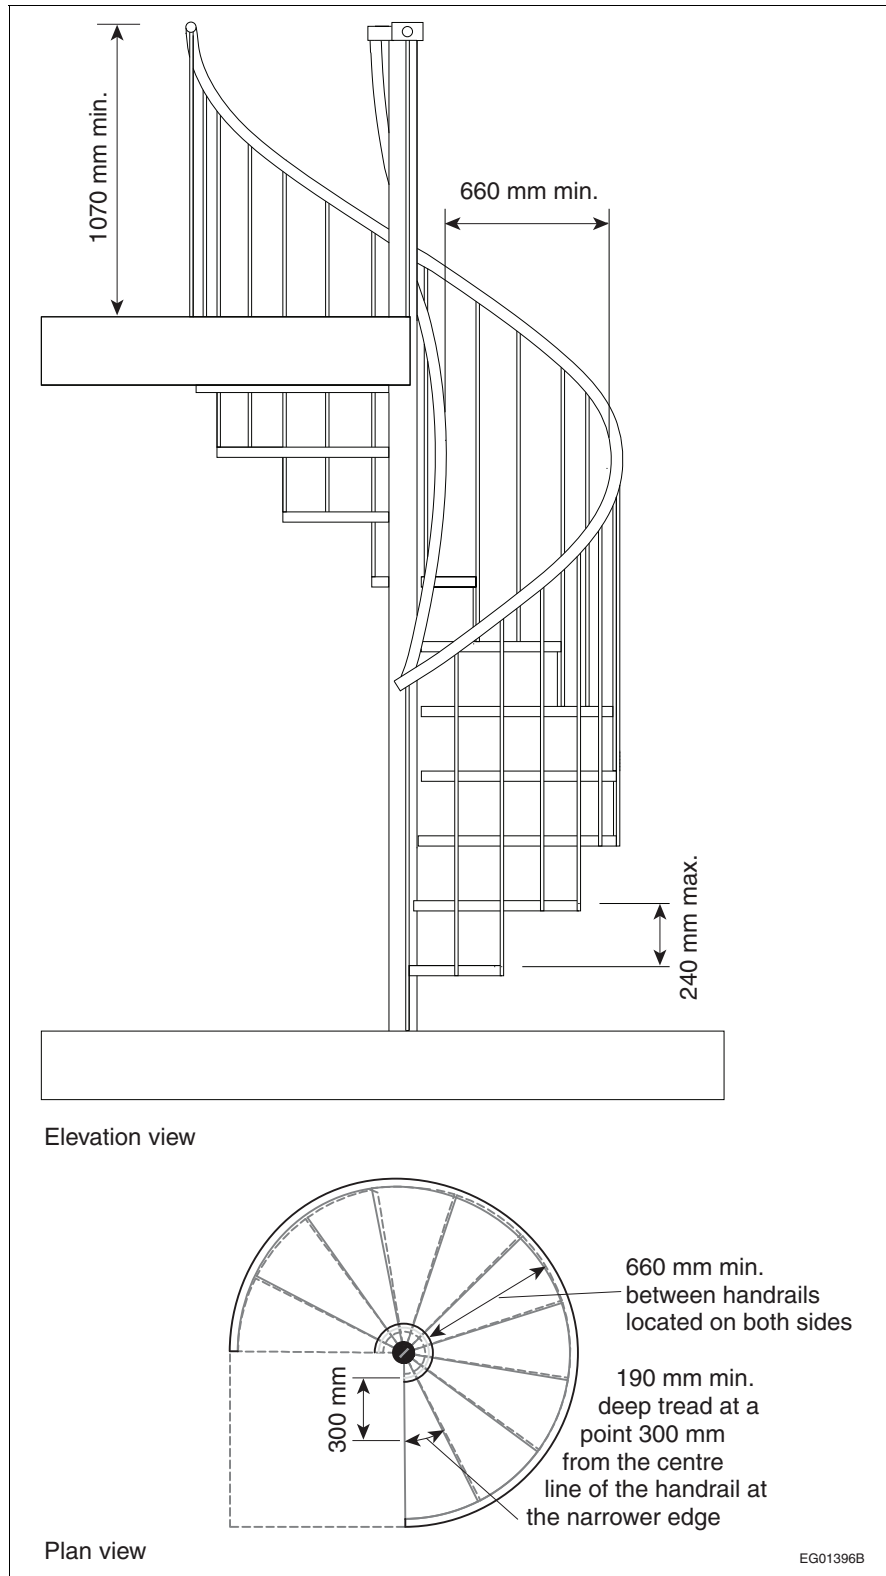 1070 mm min.
660 mm min.
240 mm max.
Elevation view
660 mm min.
between handrails
located on both sides
300 mm
190 mm min.
deep tread at a
point 300 mm
from the centre
line of the handrail at
the narrower edge
Plan view
EG01396B